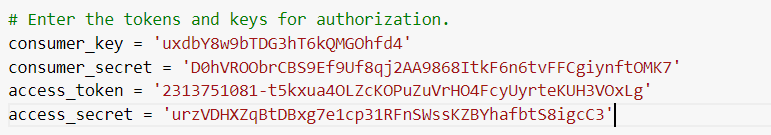 # Enter the tokens and keys for authorization.
consumer_key = 'uxdbY8w9bTDG3hT6kQMGOhfd4'
consumer_secret = 'D0hVROObrCBS9Ef9Uf8qj2AA9868ItkF6n6tvFFCgiynftOMK7'
access_token = '2313751081-t5kxua4OLZcKOPuZuVrHO4FcyUyrteKUH3VOxLg'
access_secret = 'urzVDHXZqBtDBxg7e1cp31RFnSWssKZBYhafbtS8igcC3'